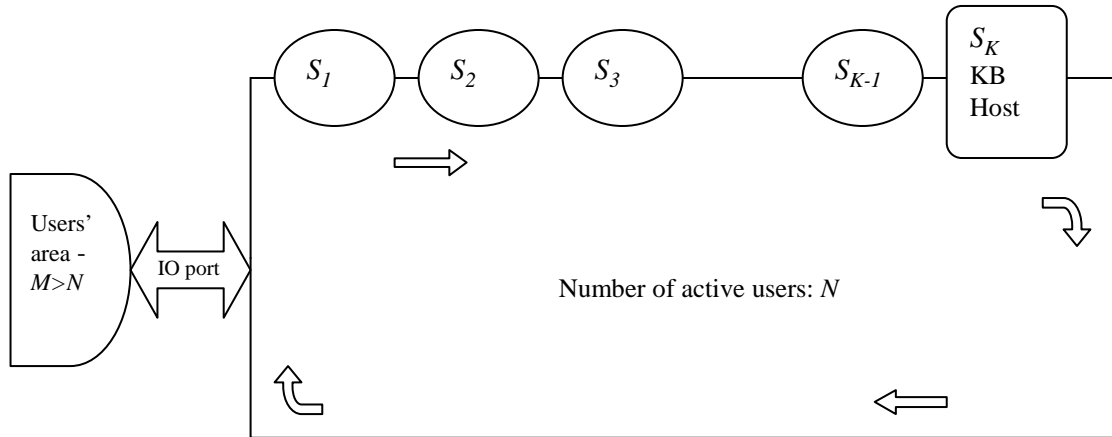 S1
S2
S3
SK-1
SK
KB
Host
Users’
area -
M>N
IO port
Number of active users: N